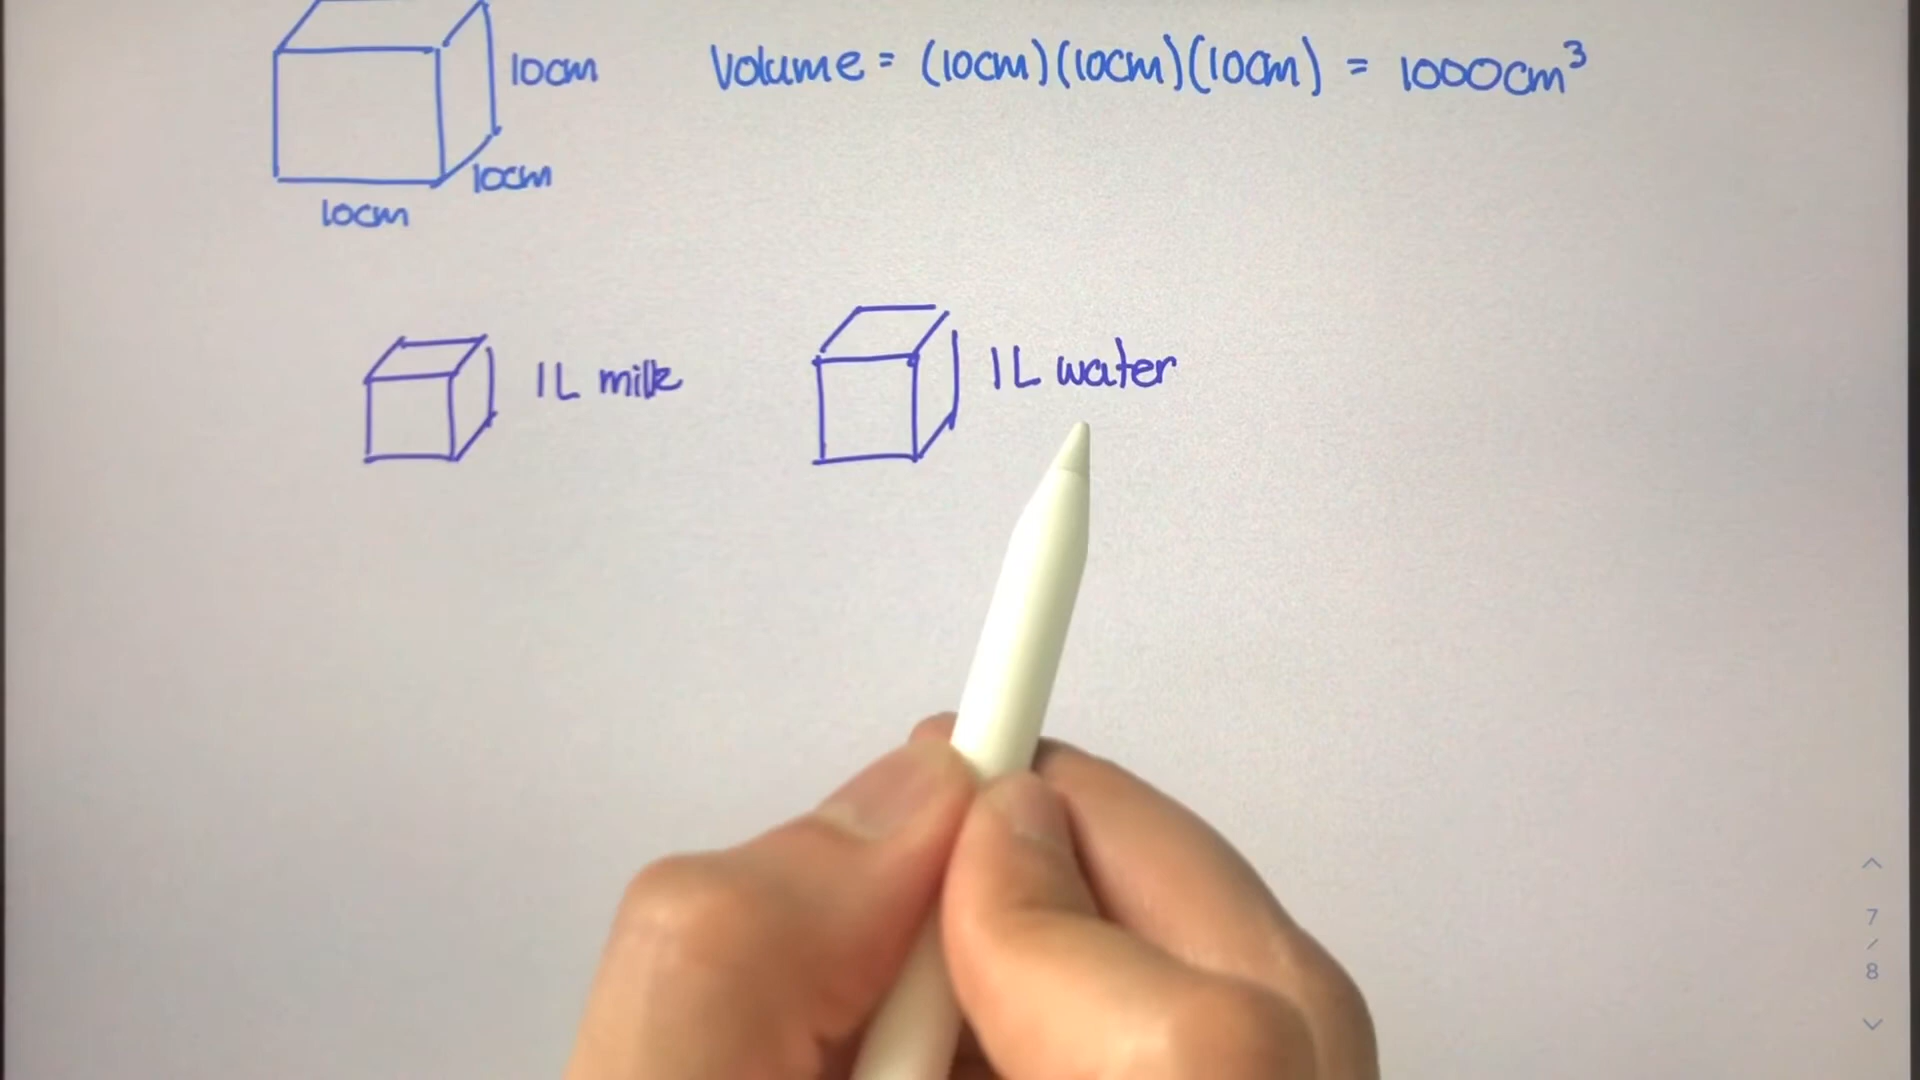 10cm
Volume = (10cm)(10cm)(10cm) = 1000cm³
10cm
10cm
1L milk
1L water
7
/
8